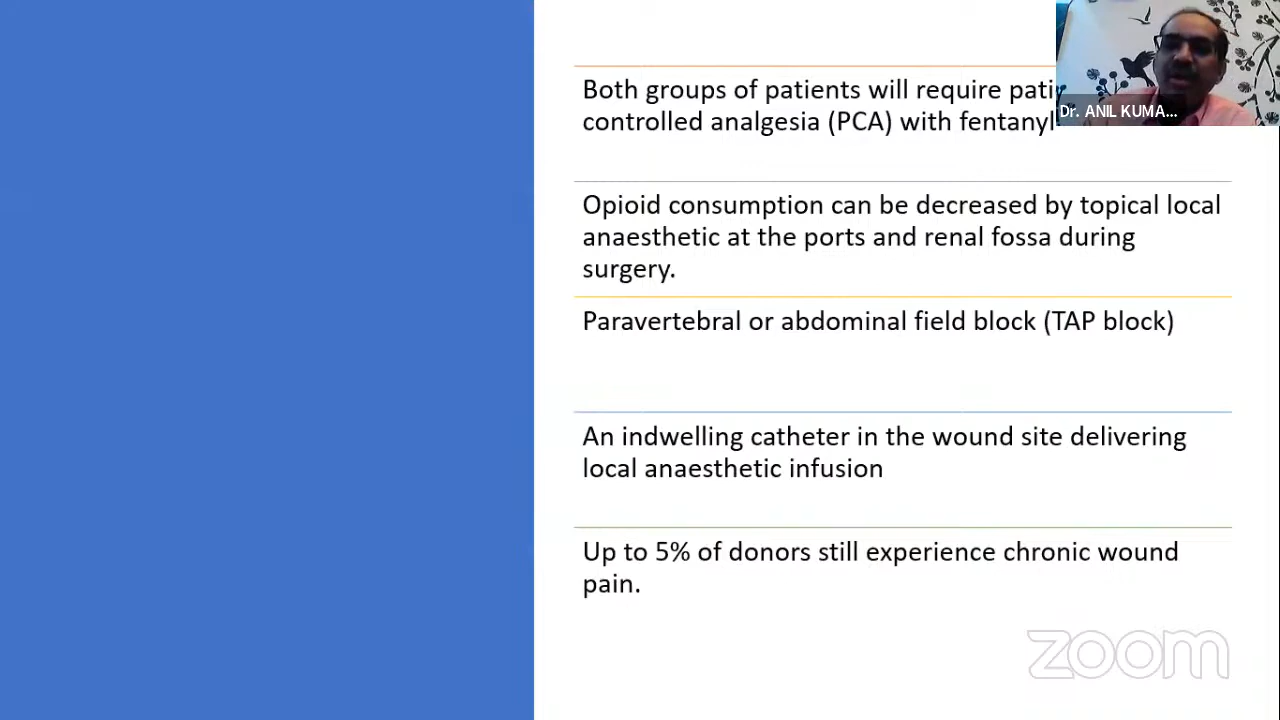 Both groups of patients will require pati
controlled analgesia (PCA) with fentanyl
Dr. ANIL KUMA...
Opioid consumption can be decreased by topical local
anaesthetic at the ports and renal fossa during
surgery.
Paravertebral or abdominal field block (TAP block)
An indwelling catheter in the wound site delivering
local anaesthetic infusion
Up to 5% of donors still experience chronic wound
pain.
zoom